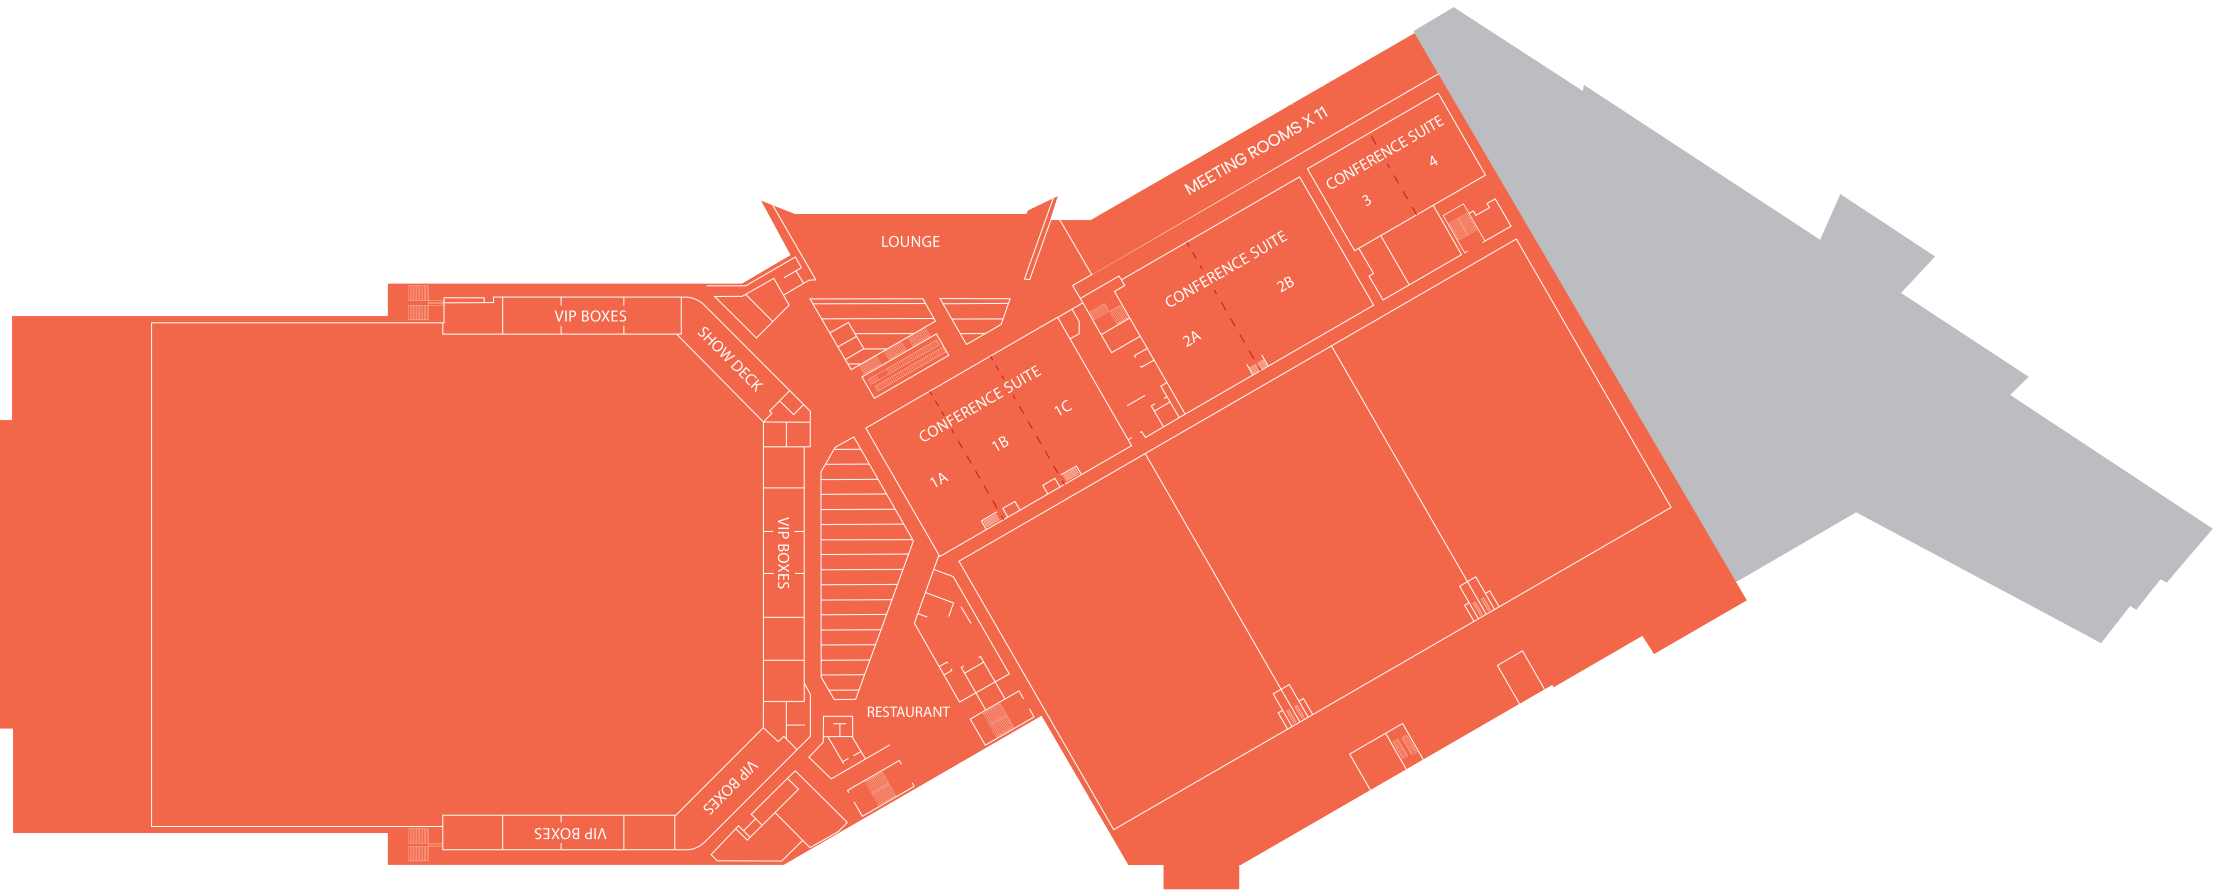 MEETING ROOMS X 11
CONFERENCE SUITE
3
4
LOUNGE
CONFERENCE SUITE
2A
2B
VIP BOXES
SHOW DECK
CONFERENCE SUITE
1A
1B
1C
VIP BOXES
RESTAURANT
VIP BOXES
VIP BOXES